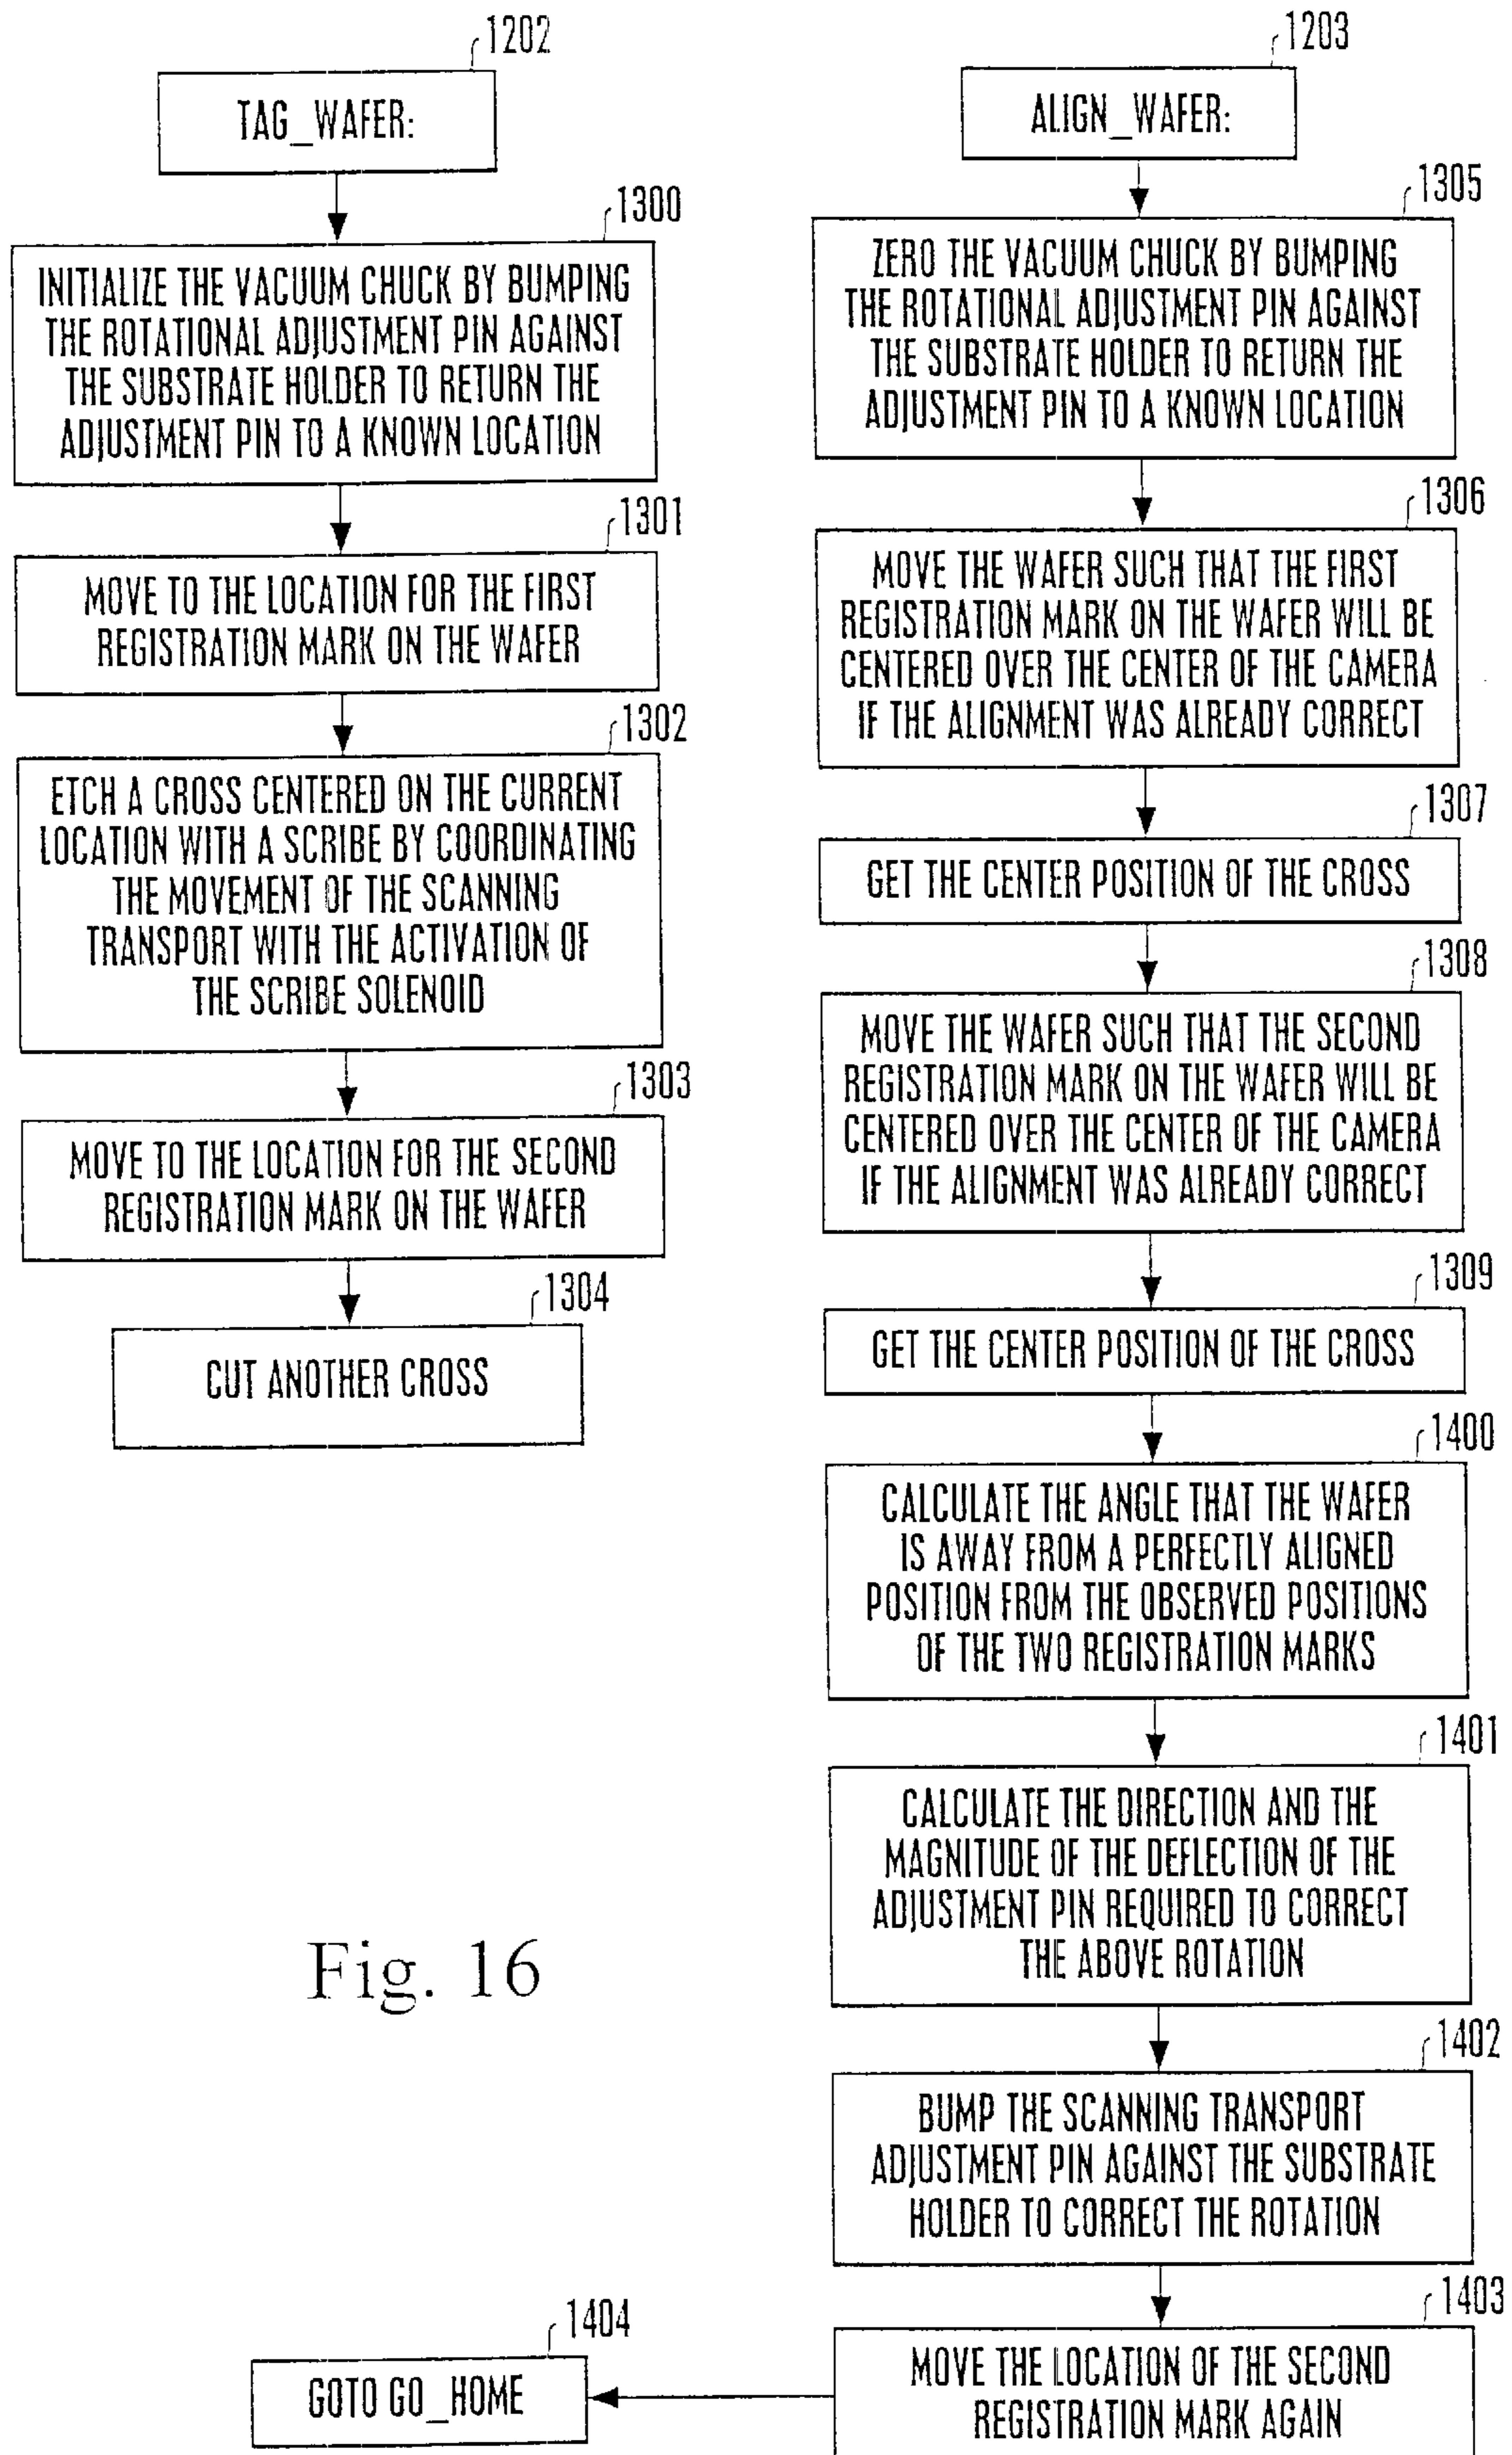 1202
TAG_WAFER:
1300
INITIALIZE THE VACUUM CHUCK BY BUMPING
THE ROTATIONAL ADJUSTMENT PIN AGAINST
THE SUBSTRATE HOLDER TO RETURN THE
ADJUSTMENT PIN TO A KNOWN LOCATION
1301
MOVE TO THE LOCATION FOR THE FIRST
REGISTRATION MARK ON THE WAFER
1302
ETCH A CROSS CENTERED ON THE CURRENT
LOCATION WITH A SCRIBE BY COORDINATING
THE MOVEMENT OF THE SCANNING
TRANSPORT WITH THE ACTIVATION OF
THE SCRIBE SOLENOID
1303
MOVE TO THE LOCATION FOR THE SECOND
REGISTRATION MARK ON THE WAFER
1304
CUT ANOTHER CROSS
1203
ALIGN_WAFER:
1305
ZERO THE VACUUM CHUCK BY BUMPING
THE ROTATIONAL ADJUSTMENT PIN AGAINST
THE SUBSTRATE HOLDER TO RETURN THE
ADJUSTMENT PIN TO A KNOWN LOCATION
1306
MOVE THE WAFER SUCH THAT THE FIRST
REGISTRATION MARK ON THE WAFER WILL BE
CENTERED OVER THE CENTER OF THE CAMERA
IF THE ALIGNMENT WAS ALREADY CORRECT
1307
GET THE CENTER POSITION OF THE CROSS
1308
MOVE THE WAFER SUCH THAT THE SECOND
REGISTRATION MARK ON THE WAFER WILL BE
CENTERED OVER THE CENTER OF THE CAMERA
IF THE ALIGNMENT WAS ALREADY CORRECT
1309
GET THE CENTER POSITION OF THE CROSS
1400
CALCULATE THE ANGLE THAT THE WAFER
IS AWAY FROM A PERFECTLY ALIGNED
POSITION FROM THE OBSERVED POSITIONS
OF THE TWO REGISTRATION MARKS
1401
CALCULATE THE DIRECTION AND THE
MAGNITUDE OF THE DEFLECTION OF THE
ADJUSTMENT PIN REQUIRED TO CORRECT
THE ABOVE ROTATION
1402
BUMP THE SCANNING TRANSPORT
ADJUSTMENT PIN AGAINST THE SUBSTRATE
HOLDER TO CORRECT THE ROTATION
1403
MOVE THE LOCATION OF THE SECOND
REGISTRATION MARK AGAIN
1404
GOTO GO_HOME
Fig. 16